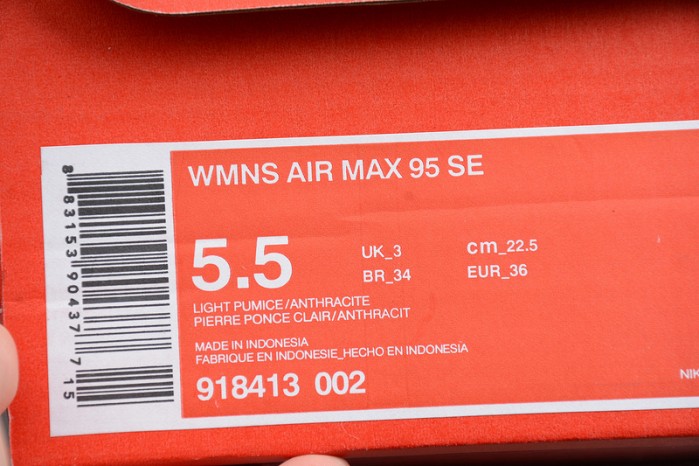 WMNS AIR MAX 95 SE
5.5
UK_3
cm_22.5
BR_34
EUR_36
LIGHT PUMICE/ANTHRACITE
PIERRE PONCE CLAIR/ANTHRACIT
MADE IN INDONESIA
FABRIQUE EN INDONESIE_HECHO EN INDONESIA
918413 002
NIK
8 83153 90437 7 15